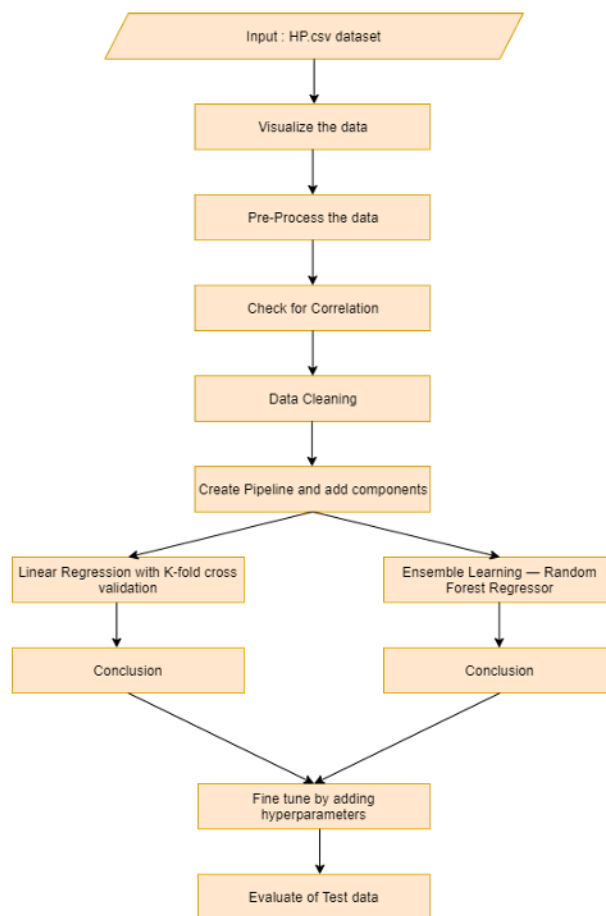 Input : HP.csv dataset
Visualize the data
Pre-Process the data
Check for Correlation
Data Cleaning
Create Pipeline and add components
Linear Regression with K-fold cross
validation
Ensemble Learning — Random
Forest Regressor
Conclusion
Conclusion
Fine tune by adding
hyperparameters
Evaluate of Test data